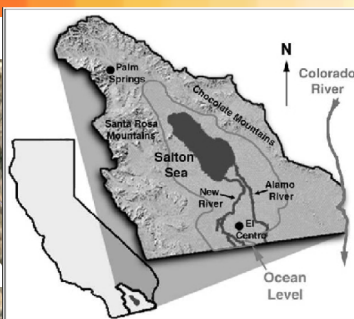 Palm
Springs
N
Colorado
River
Chocolate Mountains
Santa Rosa
Mountains
Salton
Sea
New
River
Alamo
River
El
Centro
Ocean
Level